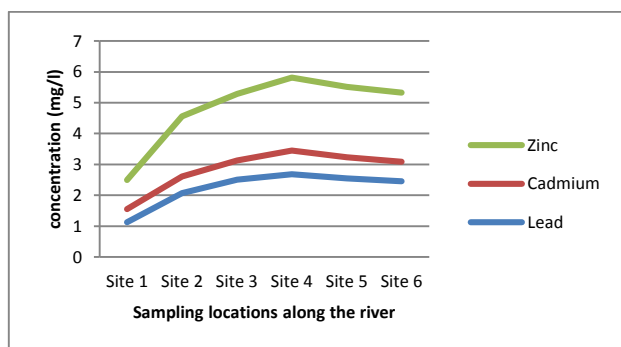 concentration (mg/l)
7
6
5
4
3
2
1
0
Site 1 Site 2 Site 3 Site 4 Site 5 Site 6
Sampling locations along the river
Zinc
Cadmium
Lead